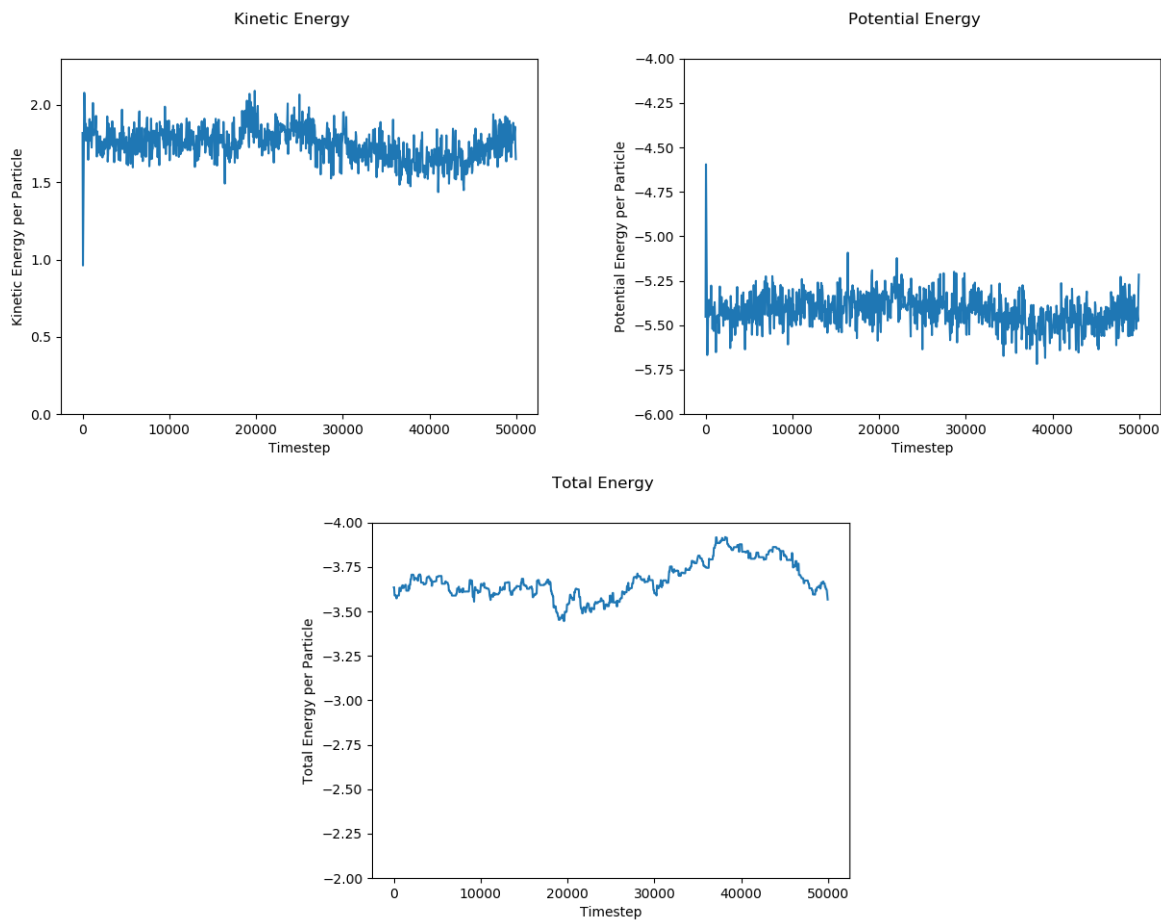 Kinetic Energy
Kinetic Energy per Particle
2.0
1.5
1.0
0.5
0.0
0 10000 20000 30000 40000 50000
Timestep
Potential Energy
Potential Energy per Particle
−4.00
−4.25
−4.50
−4.75
−5.00
−5.25
−5.50
−5.75
−6.00
0 10000 20000 30000 40000 50000
Timestep
Total Energy
Total Energy per Particle
−4.00
−3.75
−3.50
−3.25
−3.00
−2.75
−2.50
−2.25
−2.00
0 10000 20000 30000 40000 50000
Timestep